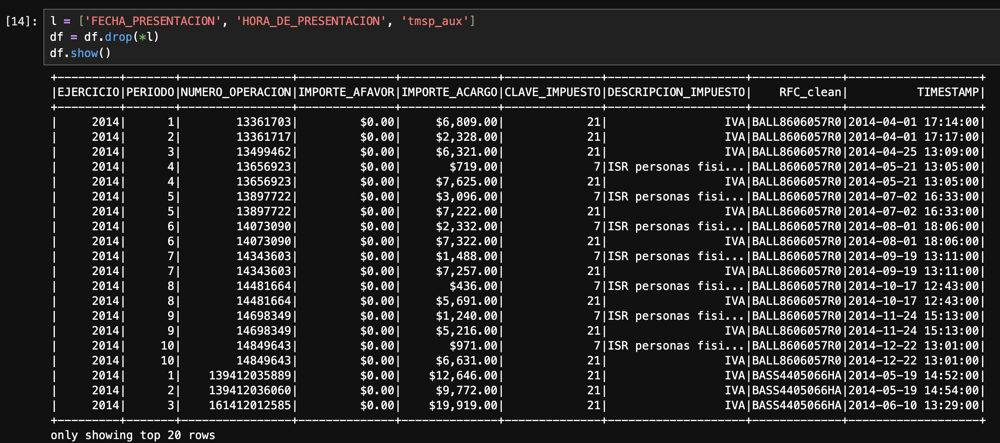 [14]: l = ['FECHA_PRESENTACION', 'HORA_DE_PRESENTACION', 'tmsp_aux']
df = df.drop(*l)
df.show()
+---------+-------+----------------+--------------+--------------+--------------+--------------------+-------------+-------------------+
|EJERCICIO|PERIODO|NUMERO_OPERACION|IMPORTE_AFAVOR|IMPORTE_ACARGO|CLAVE_IMPUESTO|DESCRIPCION_IMPUESTO|    RFC_clean|          TIMESTAMP|
+---------+-------+----------------+--------------+--------------+--------------+--------------------+-------------+-------------------+
|     2014|      1|        13361703|         $0.00|     $6,809.00|            21|                 IVA|BALL8606057R0|2014-04-01 17:14:00|
|     2014|      2|        13361717|         $0.00|     $2,328.00|            21|                 IVA|BALL8606057R0|2014-04-01 17:17:00|
|     2014|      3|        13499462|         $0.00|     $6,321.00|            21|                 IVA|BALL8606057R0|2014-04-25 13:09:00|
|     2014|      4|        13656923|         $0.00|       $719.00|             7|ISR personas fisi...|BALL8606057R0|2014-05-21 13:05:00|
|     2014|      4|        13656923|         $0.00|     $7,625.00|            21|                 IVA|BALL8606057R0|2014-05-21 13:05:00|
|     2014|      5|        13897722|         $0.00|     $3,096.00|             7|ISR personas fisi...|BALL8606057R0|2014-07-02 16:33:00|
|     2014|      5|        13897722|         $0.00|     $7,222.00|            21|                 IVA|BALL8606057R0|2014-07-02 16:33:00|
|     2014|      6|        14073090|         $0.00|     $2,332.00|             7|ISR personas fisi...|BALL8606057R0|2014-08-01 18:06:00|
|     2014|      6|        14073090|         $0.00|     $7,322.00|            21|                 IVA|BALL8606057R0|2014-08-01 18:06:00|
|     2014|      7|        14343603|         $0.00|     $1,488.00|             7|ISR personas fisi...|BALL8606057R0|2014-09-19 13:11:00|
|     2014|      7|        14343603|         $0.00|     $7,257.00|            21|                 IVA|BALL8606057R0|2014-09-19 13:11:00|
|     2014|      8|        14481664|         $0.00|       $436.00|             7|ISR personas fisi...|BALL8606057R0|2014-10-17 12:43:00|
|     2014|      8|        14481664|         $0.00|     $5,691.00|            21|                 IVA|BALL8606057R0|2014-10-17 12:43:00|
|     2014|      9|        14698349|         $0.00|     $1,240.00|             7|ISR personas fisi...|BALL8606057R0|2014-11-24 15:13:00|
|     2014|      9|        14698349|         $0.00|     $5,216.00|            21|                 IVA|BALL8606057R0|2014-11-24 15:13:00|
|     2014|     10|        14849643|         $0.00|       $971.00|             7|ISR personas fisi...|BALL8606057R0|2014-12-22 13:01:00|
|     2014|     10|        14849643|         $0.00|     $6,631.00|            21|                 IVA|BALL8606057R0|2014-12-22 13:01:00|
|     2014|      1|    139412035889|         $0.00|    $12,646.00|            21|                 IVA|BASS4405066HA|2014-05-19 14:52:00|
|     2014|      2|    139412036060|         $0.00|     $9,772.00|            21|                 IVA|BASS4405066HA|2014-05-19 14:54:00|
|     2014|      3|    161412012585|         $0.00|    $19,919.00|            21|                 IVA|BASS4405066HA|2014-06-10 13:29:00|
+---------+-------+----------------+--------------+--------------+--------------+--------------------+-------------+-------------------+
only showing top 20 rows